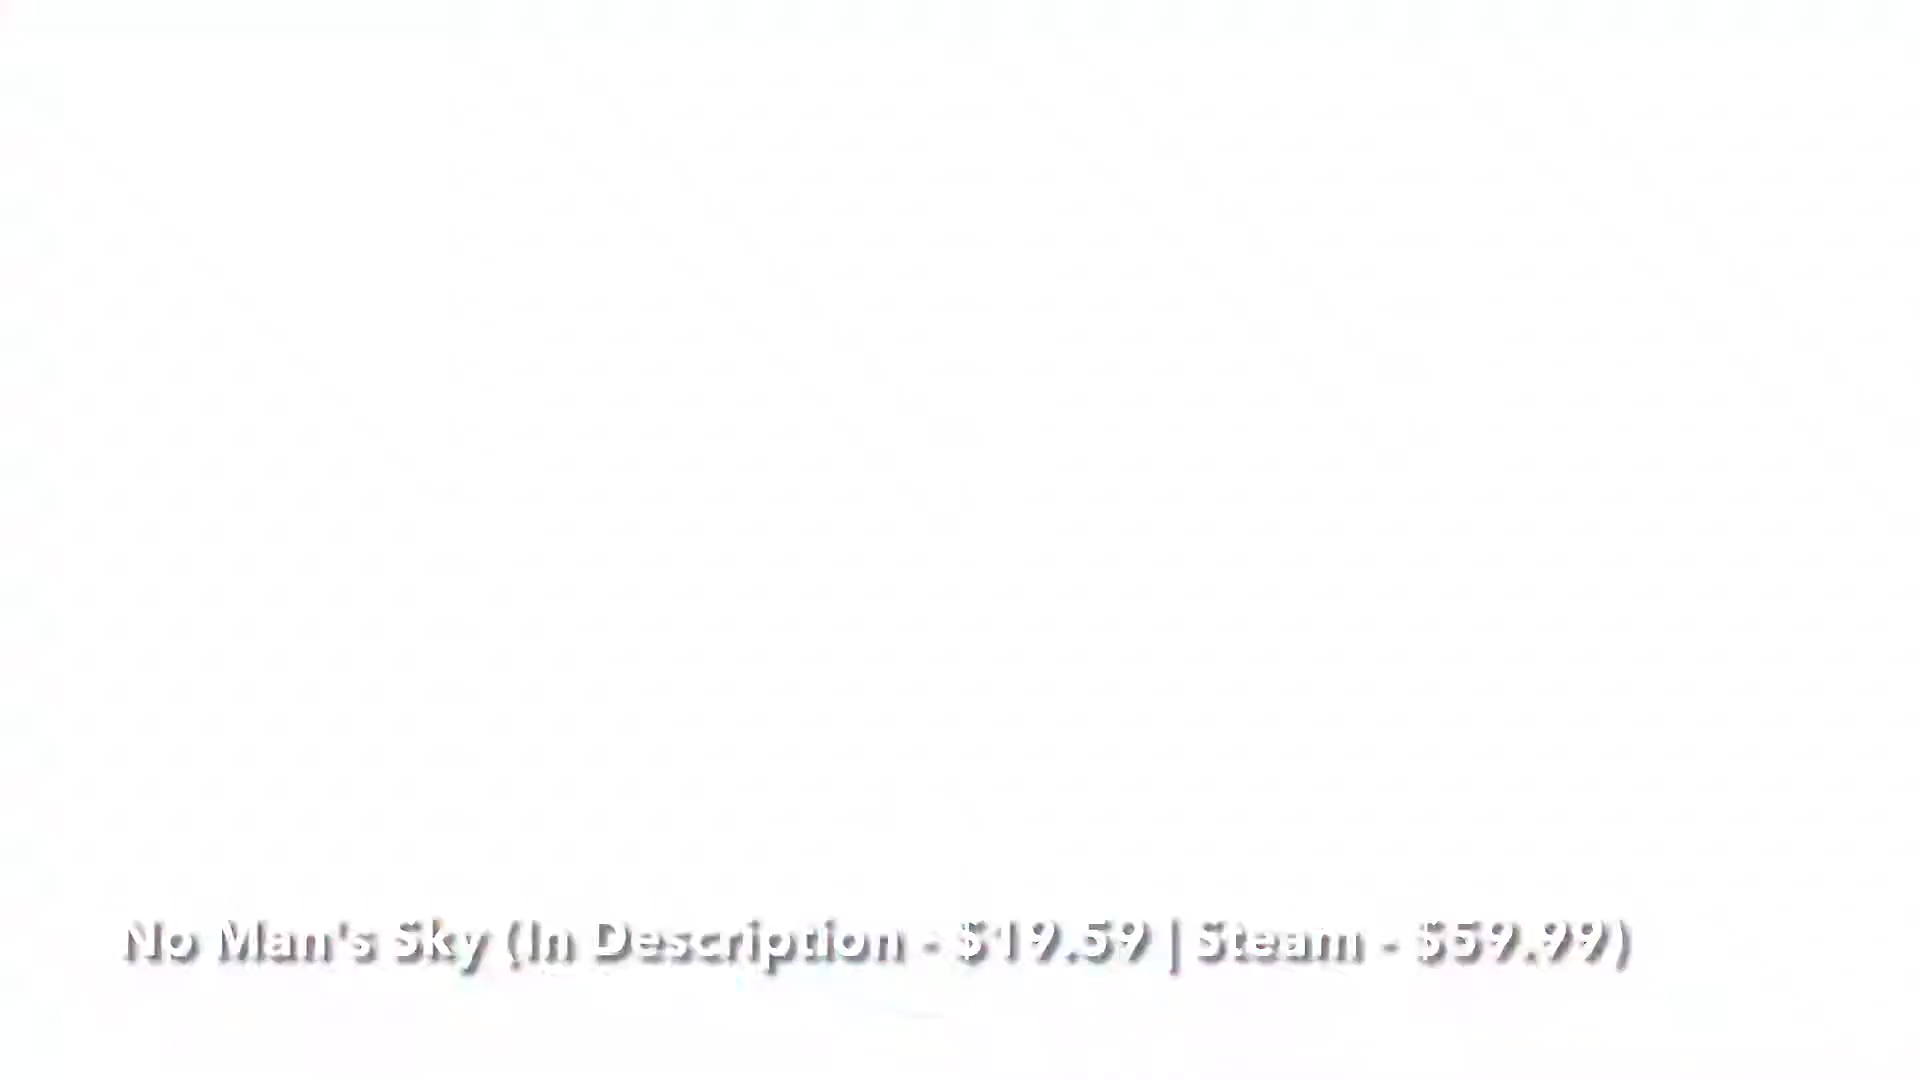 No Man's Sky (In Description - $19.59 | Steam - $59.99)